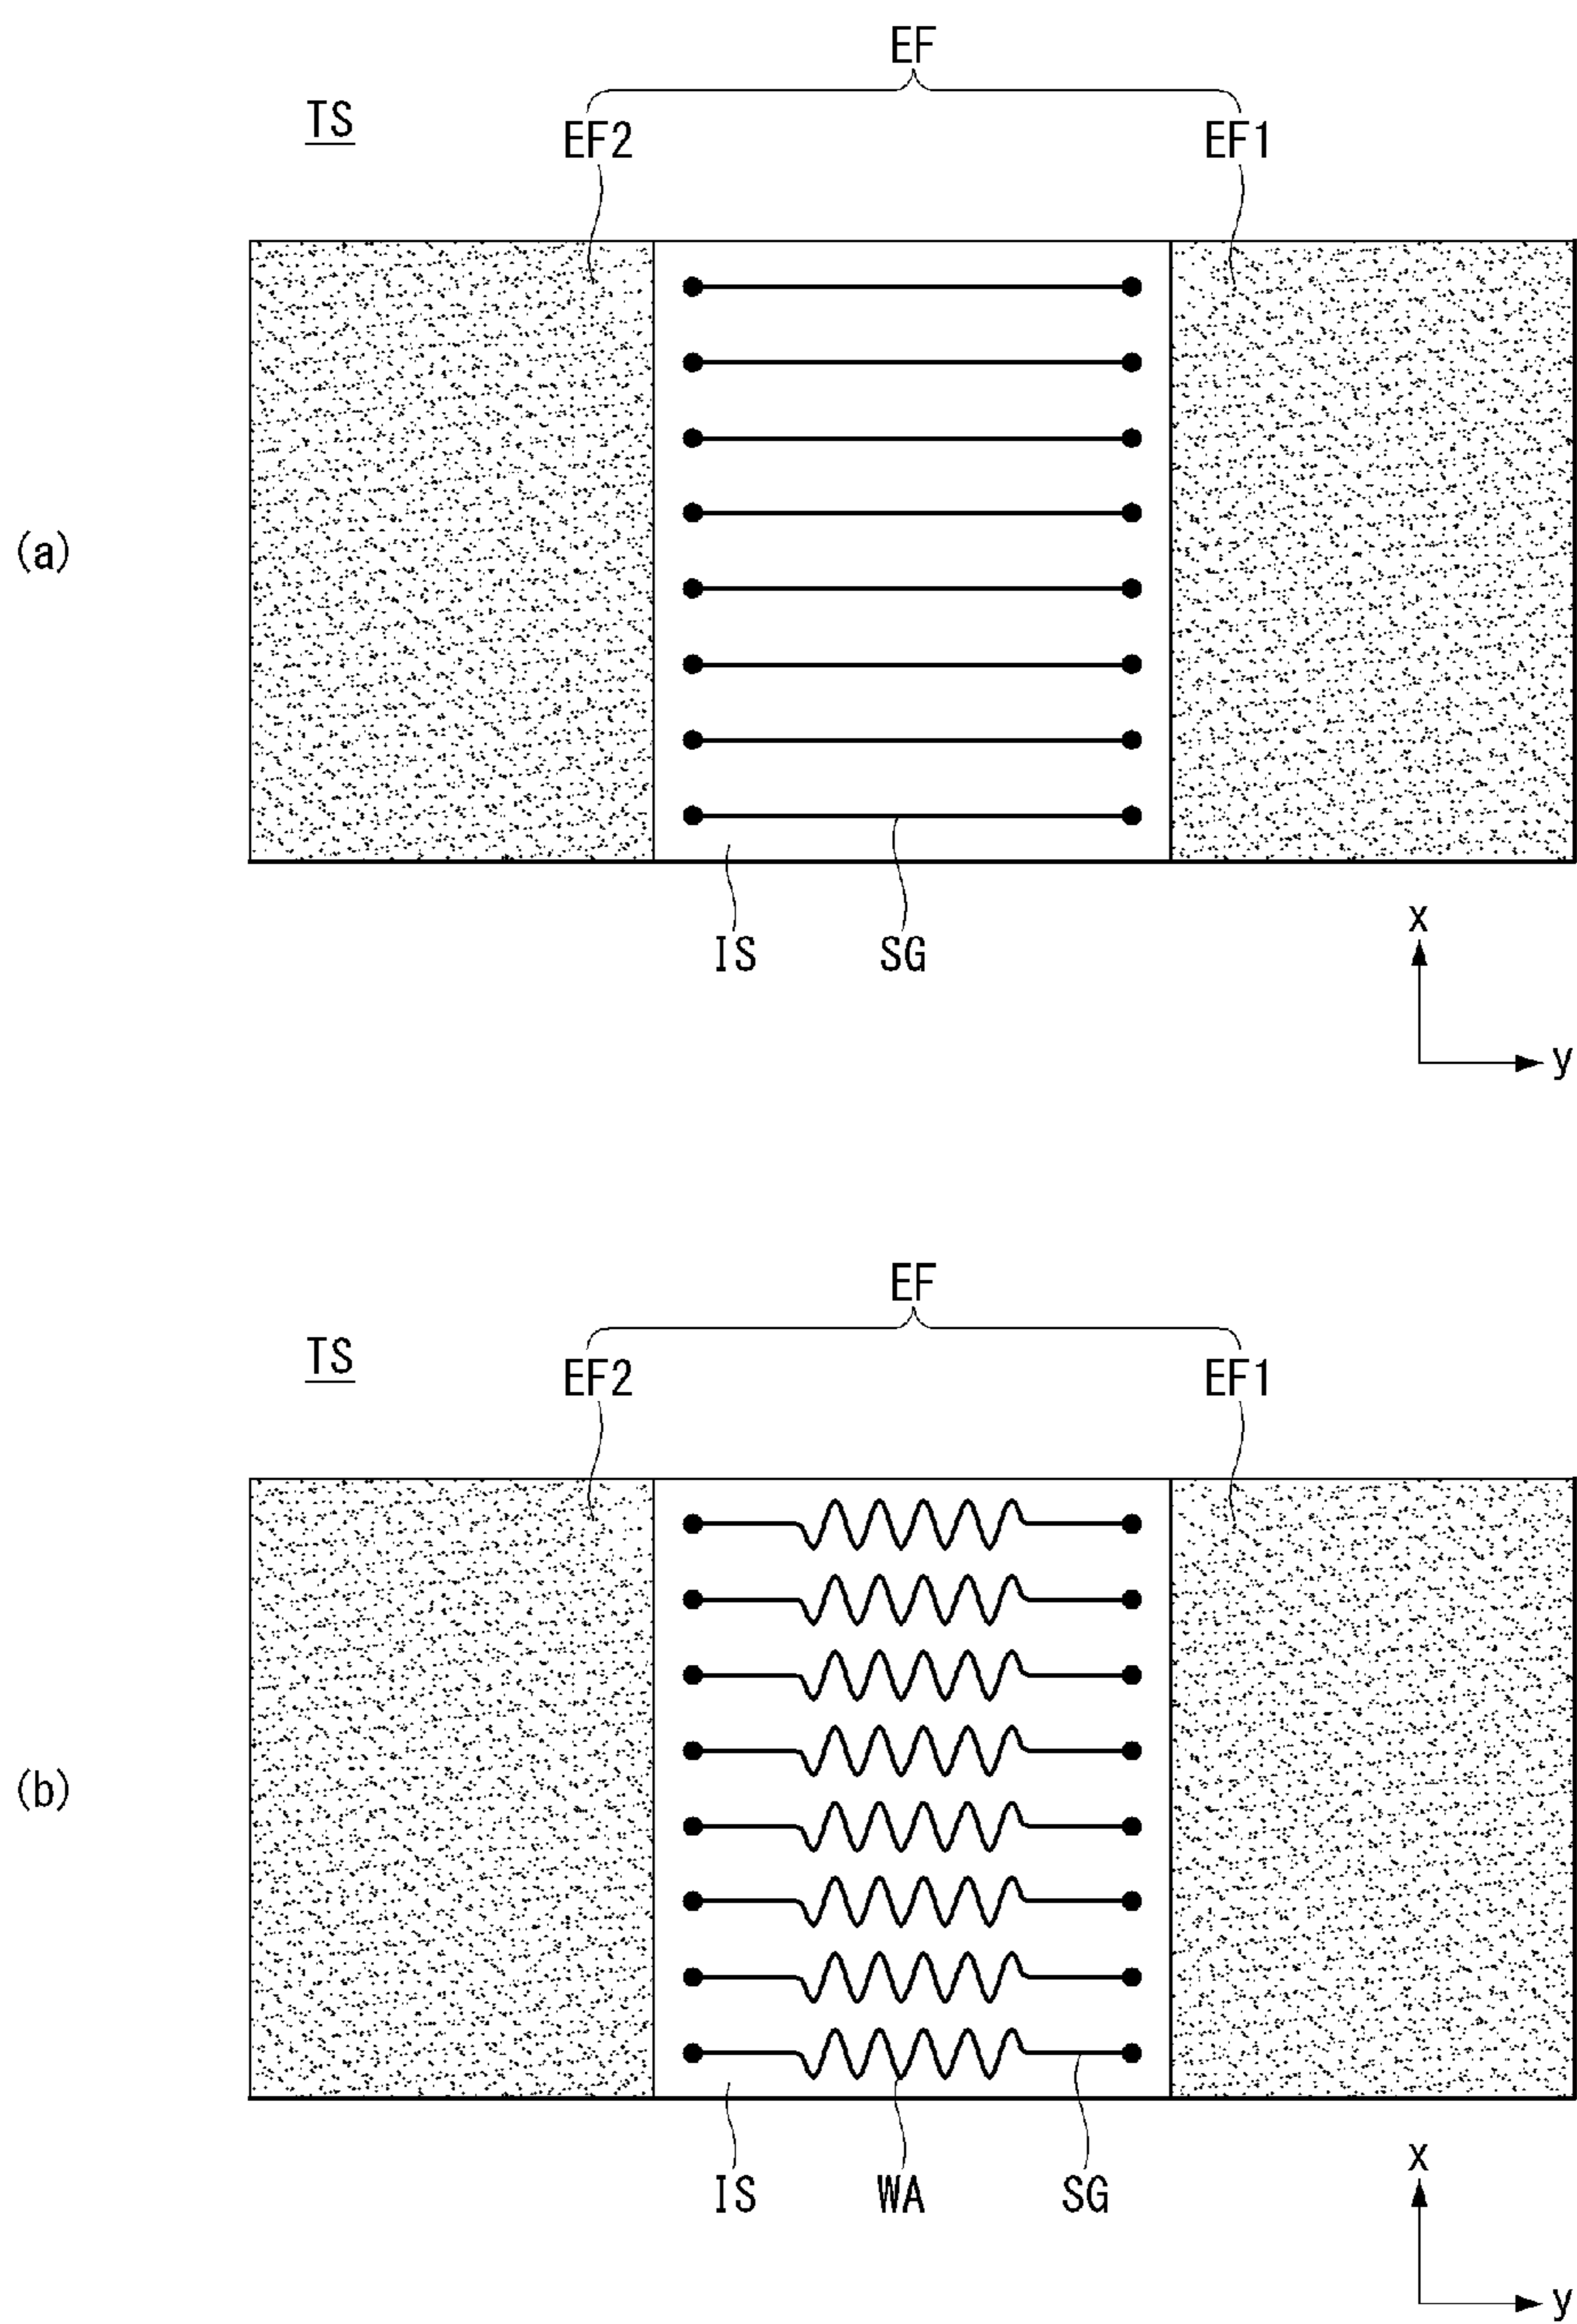 EF
TS
EF2 EF1
(a)
IS SG
x
y
EF
TS
EF2 EF1
(b)
IS WA SG
x
y